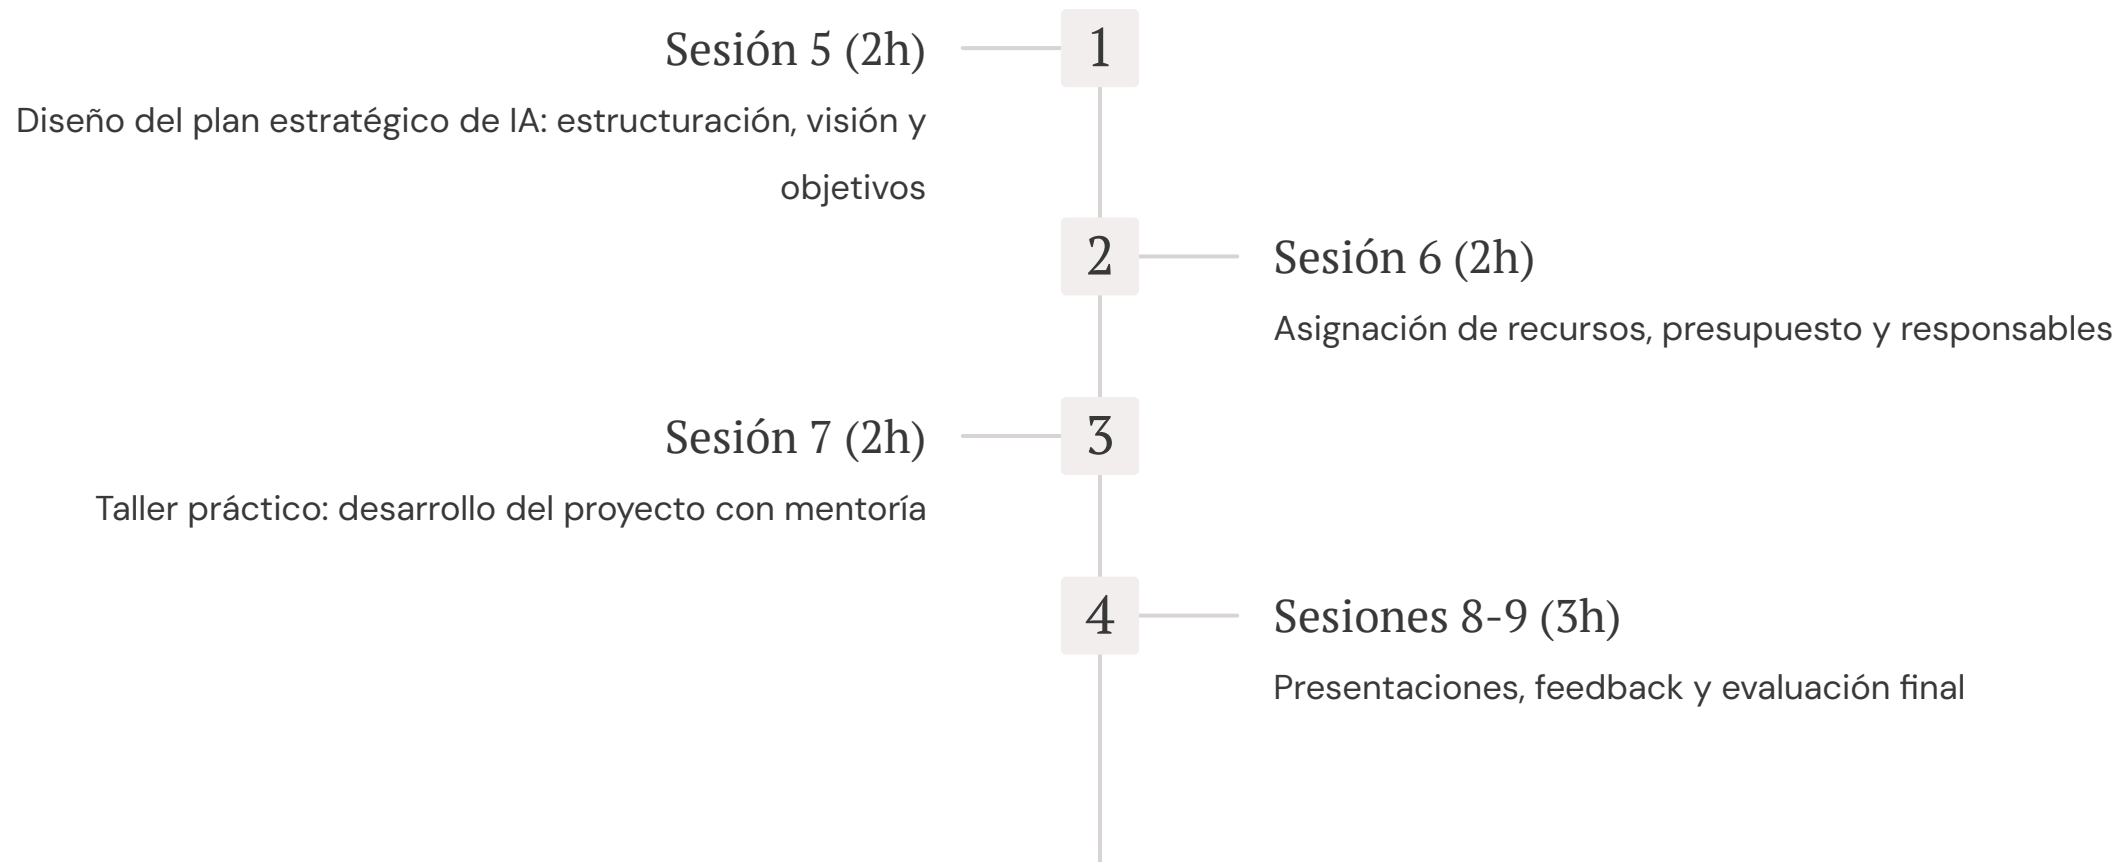 Sesión 5 (2h)
1
Diseño del plan estratégico de IA: estructuración, visión y
objetivos
2
Sesión 6 (2h)
Asignación de recursos, presupuesto y responsables
Sesión 7 (2h)
3
Taller práctico: desarrollo del proyecto con mentoría
4
Sesiones 8-9 (3h)
Presentaciones, feedback y evaluación final